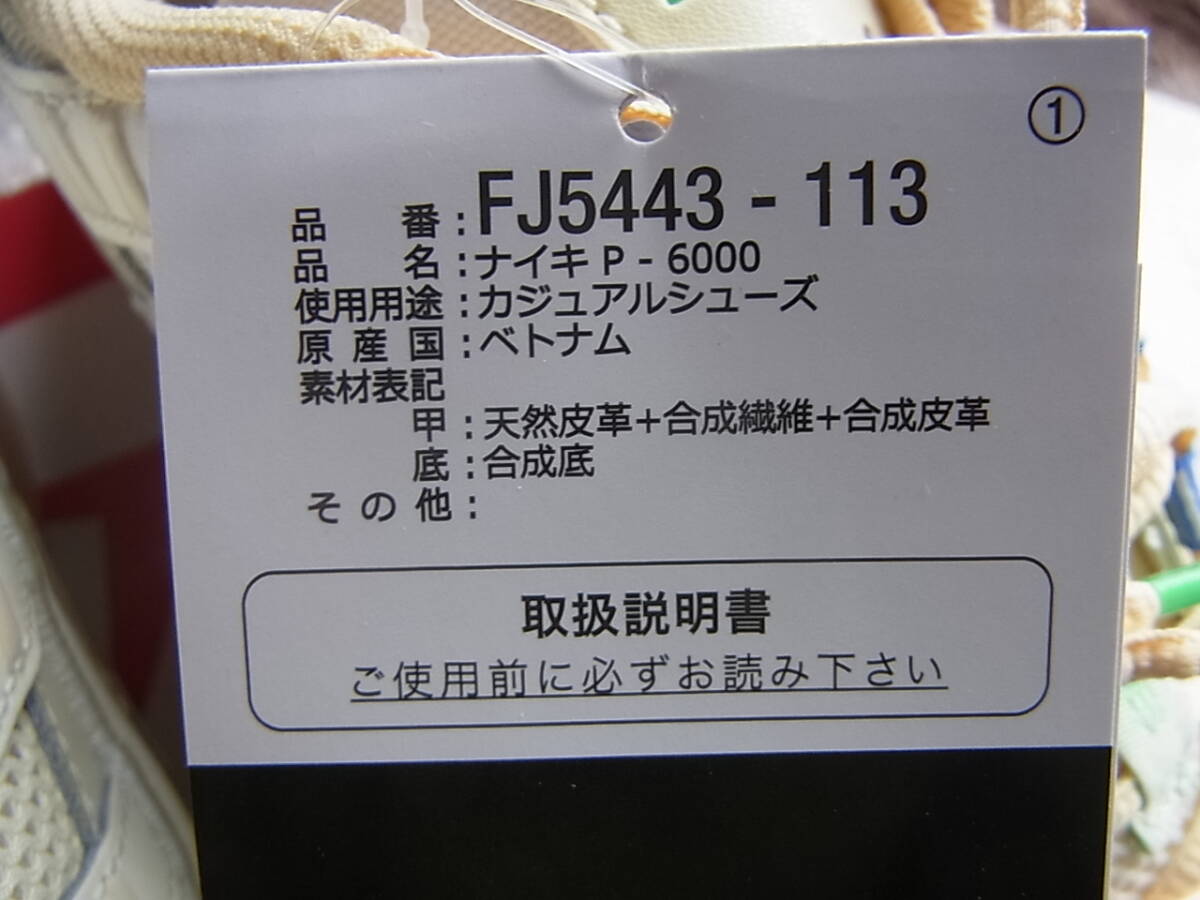 ①
品番:FJ5443-113
品名:ナイキ P-6000
使用用途:カジュアルシューズ
原産国:ベトナム
素材表記
甲:天然皮革+合成繊維+合成皮革
底:合成底
その他:
取扱説明書
ご使用前に必ずお読み下さい